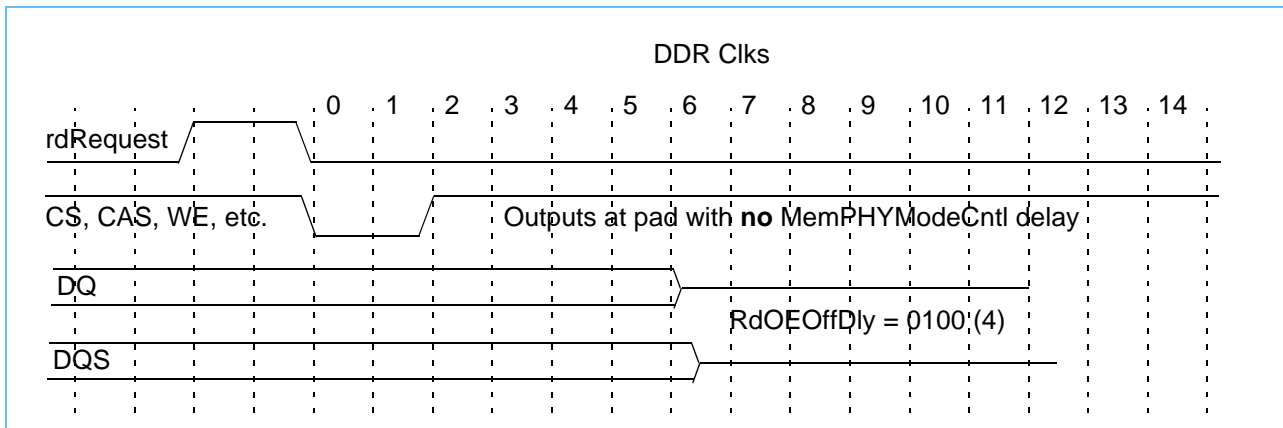 DDR Clks
0 1 2 3 4 5 6 7 8 9 10 11 12 13 14
rdRequest
CS, CAS, WE, etc. Outputs at pad with no MemPHYModeCntl delay
DQ
RdOEOffDly = 0100 (4)
DQS